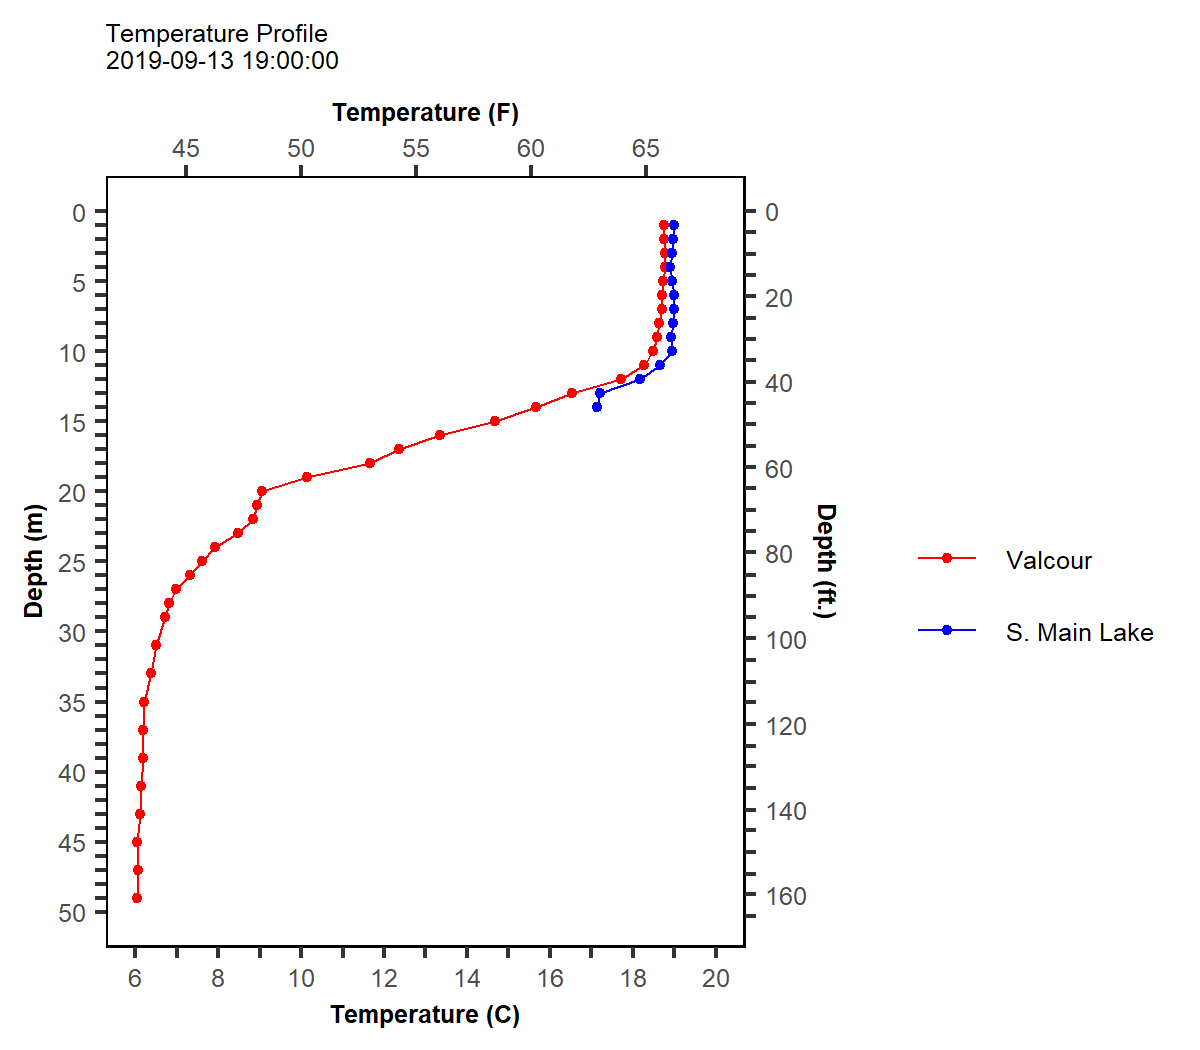 Temperature Profile
2019-09-13 19:00:00
Temperature (F)
45 50 55 60 65
0
5
10
15
20
25
30
35
40
45
50
Depth (m)
0
20
40
60
80
100
120
140
160
Depth (ft.)
6 8 10 12 14 16 18 20
Temperature (C)
Valcour
S. Main Lake